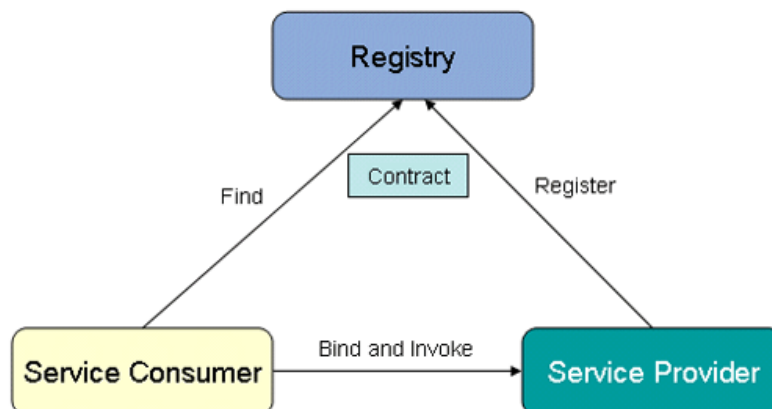 Registry
Contract
Find
Register
Bind and Invoke
Service Consumer
Service Provider